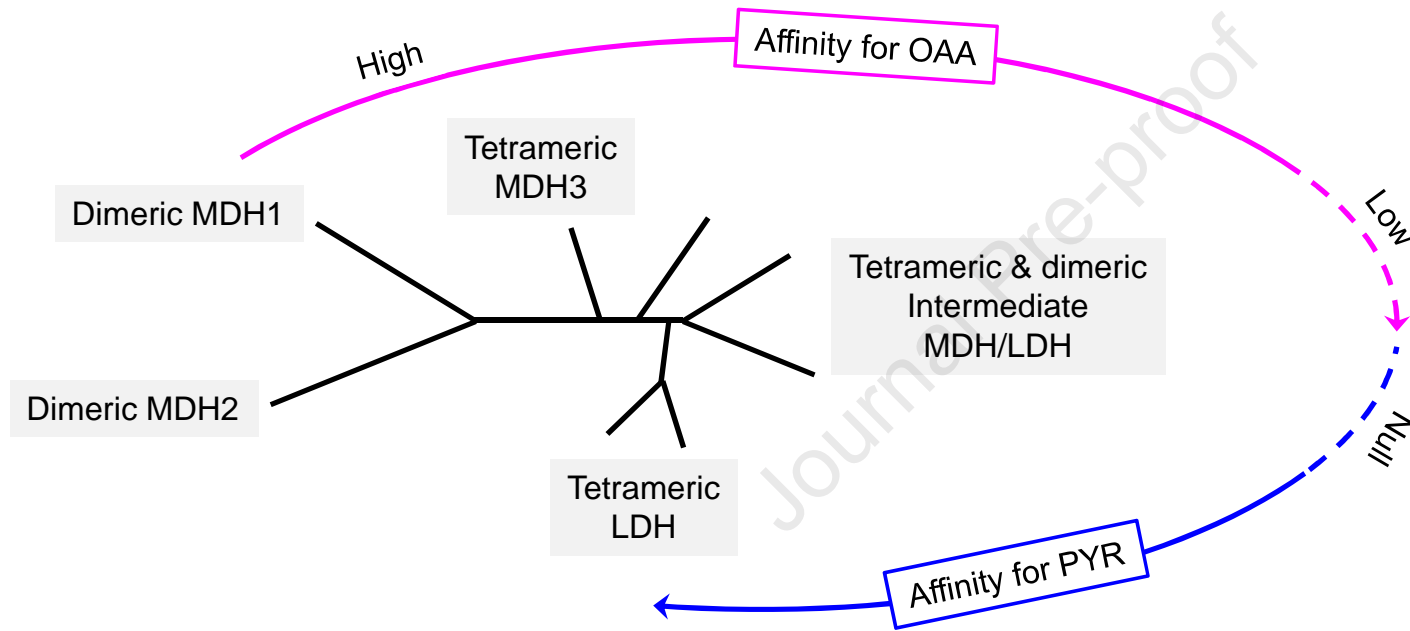 Affinity for OAA
High
Tetrameric
MDH3
Dimeric MDH1
Low
Tetrameric & dimeric
Intermediate
MDH/LDH
Dimeric MDH2
Null
Tetrameric
LDH
Affinity for PYR
Journal Pre-proof